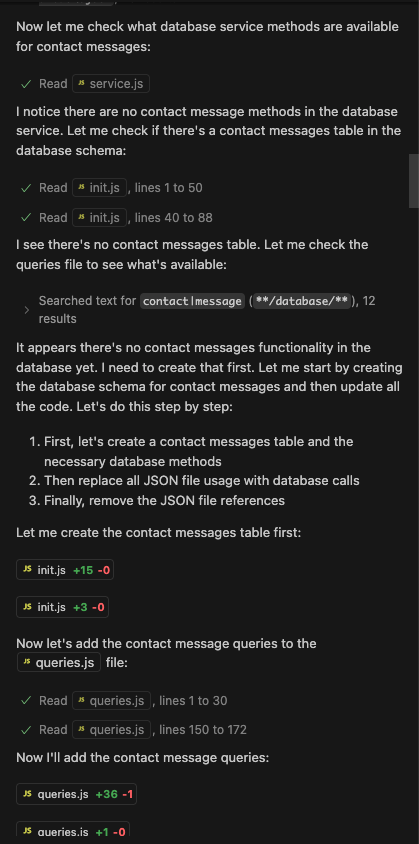 Now let me check what database service methods are available
for contact messages:
✓ Read JS service.js
I notice there are no contact message methods in the database
service. Let me check if there's a contact messages table in the
database schema:
✓ Read JS init.js , lines 1 to 50
✓ Read JS init.js , lines 40 to 88
I see there's no contact messages table. Let me check the
queries file to see what's available:
> Searched text for contact|message (**/database/**), 12
results
It appears there's no contact messages functionality in the
database yet. I need to create that first. Let me start by creating
the database schema for contact messages and then update all
the code. Let's do this step by step:
1. First, let's create a contact messages table and the
necessary database methods
2. Then replace all JSON file usage with database calls
3. Finally, remove the JSON file references
Let me create the contact messages table first:
JS init.js +15 -0
JS init.js +3 -0
Now let's add the contact message queries to the
JS queries.js file:
✓ Read JS queries.js , lines 1 to 30
✓ Read JS queries.js , lines 150 to 172
Now I'll add the contact message queries:
JS queries.js +36 -1
JS queries.js +1 -0